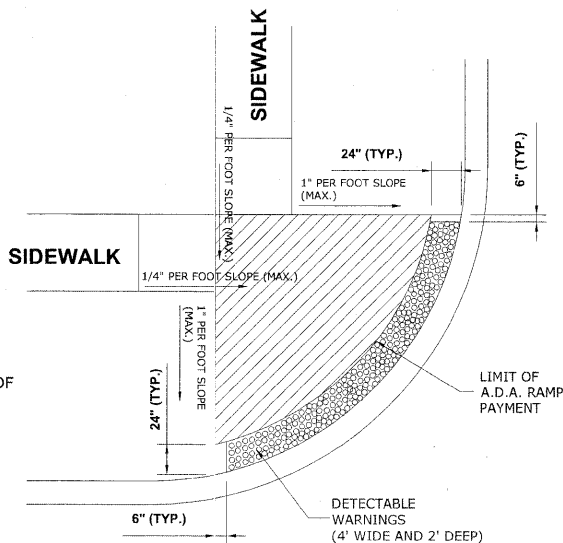 SIDEWALK
1/4" PER FOOT SLOPE (MAX.)
24" (TYP.)
6" (TYP.)
1" PER FOOT SLOPE
(MAX.)
SIDEWALK
1/4" PER FOOT SLOPE (MAX.)
1" PER FOOT SLOPE
(MAX.)
24" (TYP.)
OF
LIMIT OF
A.D.A. RAMP
PAYMENT
6" (TYP.)
DETECTABLE
WARNINGS
(4' WIDE AND 2' DEEP)